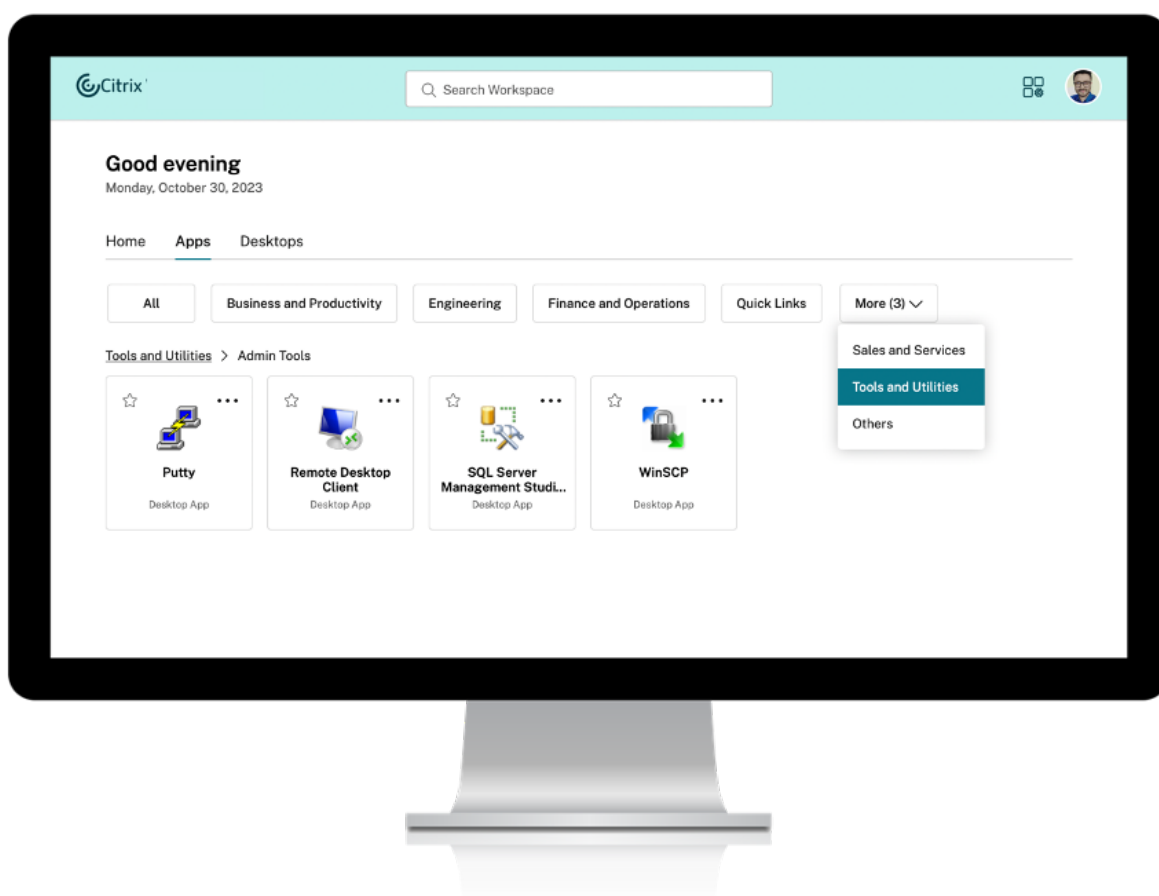 Citrix
Search Workspace
Good evening
Monday, October 30, 2023
Home Apps Desktops
All Business and Productivity Engineering Finance and Operations Quick Links More (3)
Sales and Services
Tools and Utilities
Others
Tools and Utilities > Admin Tools
Putty
Desktop App
Remote Desktop
Client
Desktop App
SQL Server
Management Studi...
Desktop App
WinSCP
Desktop App